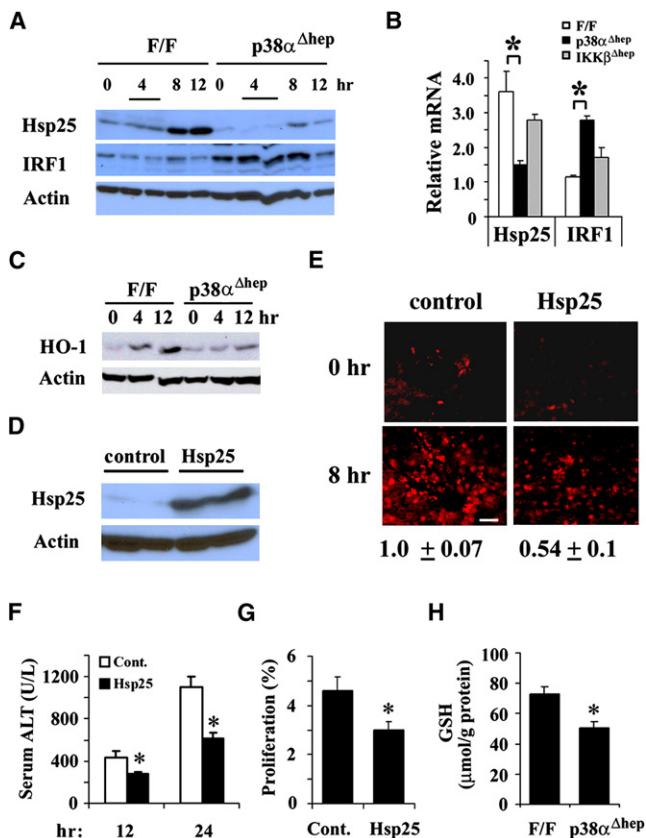 A
F/F
p38α^Δhep
0 4 8 12 0 4 8 12 hr
Hsp25
IRF1
Actin
B
F/F
p38α^Δhep
IKKβ^Δhep
*
*
Relative mRNA
4.0
3.0
2.0
1.0
0
Hsp25
IRF1
C
F/F
p38α^Δhep
0 4 12 0 4 12 hr
HO-1
Actin
D
control
Hsp25
Hsp25
Actin
E
control
Hsp25
0 hr
8 hr
1.0 ± 0.07
0.54 ± 0.1
F
Serum ALT (U/L)
1200
800
400
0
Cont.
Hsp25
*
*
hr: 12 24
G
Proliferation (%)
6
4
2
0
*
Cont.
Hsp25
H
GSH
(μmol/g protein)
100
80
60
40
20
0
*
F/F
p38α^Δhep